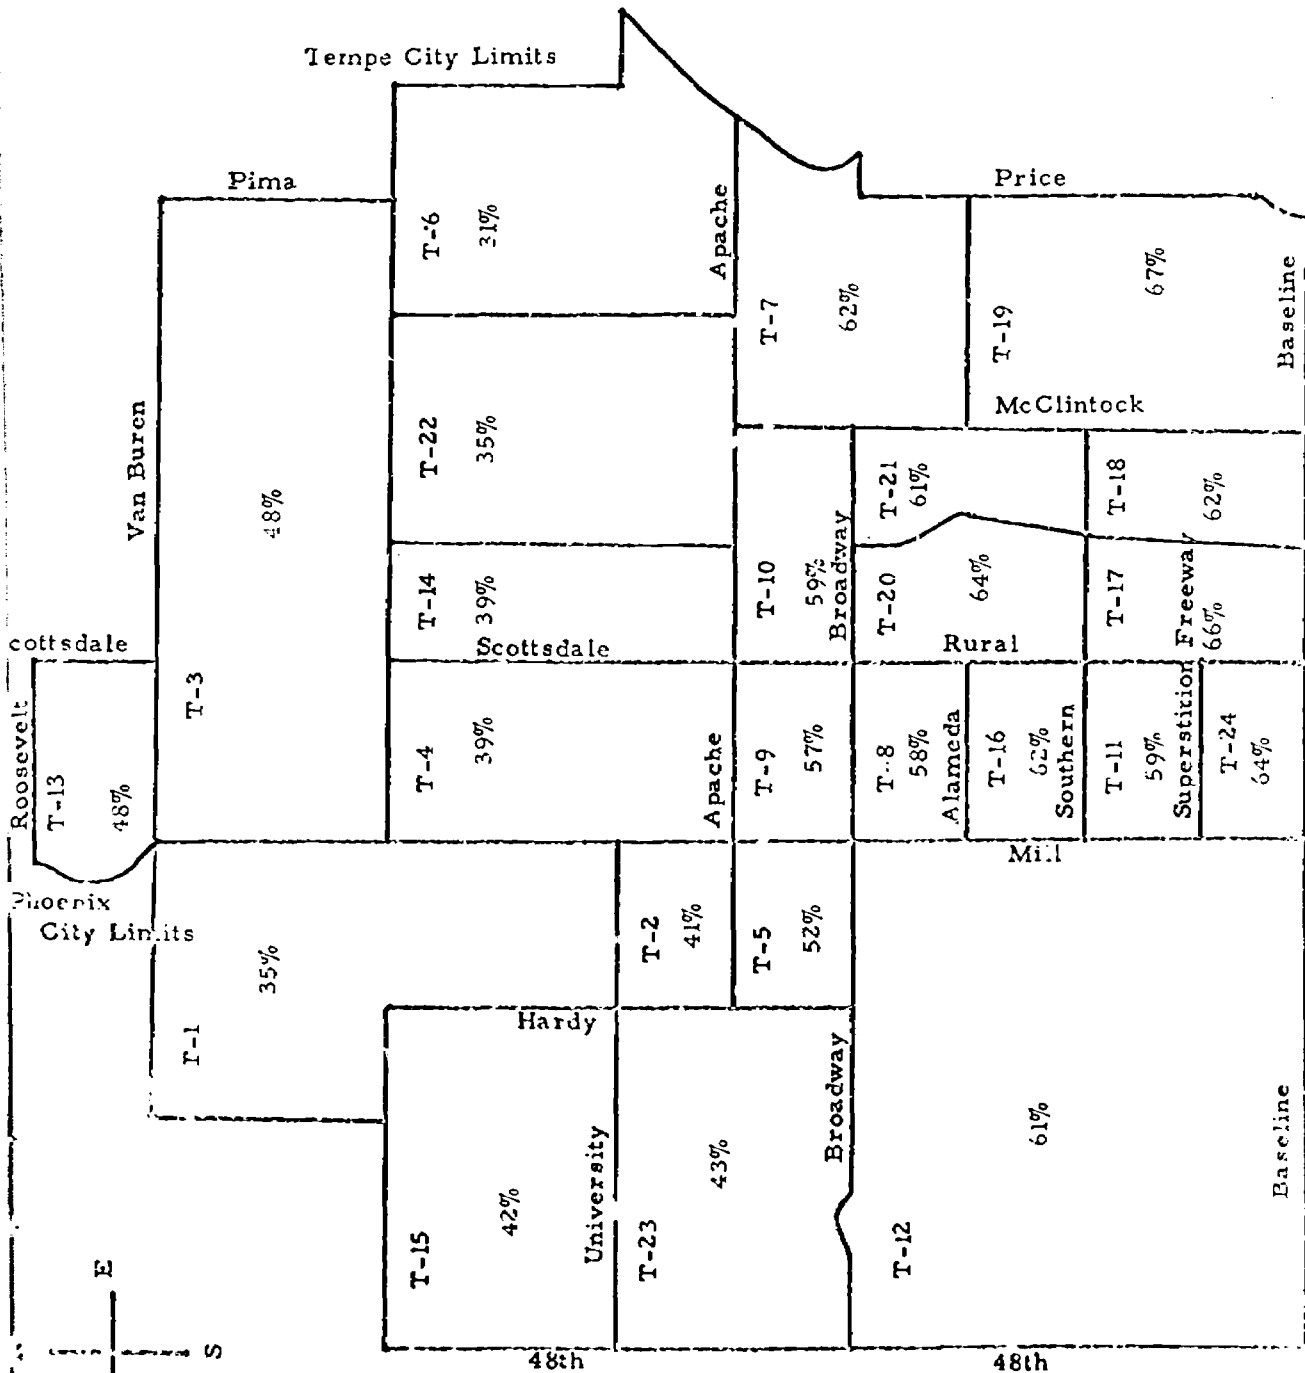 Tempe City Limits
Pima
Price
T-6
31%
Apache
T-7
62%
T-19
67%
Baseline
McClintock
Van Buren
48%
T-3
T-22
35%
T-14
39%
T-10
59%
Broadway
T-21
61%
T-20
64%
T-18
62%
T-17
66%
Superstition Freeway
cottsdale
Scottsdale
Rural
Roosevelt
T-13
48%
T-4
39%
Apache
T-9
57%
T-8
58%
Alameda
T-16
62%
Southern
T-11
59%
T-24
64%
Mill
Phoenix
City Limits
T-1
35%
T-2
41%
T-5
52%
Hardy
T-15
42%
University
T-23
43%
Broadway
T-12
61%
Baseline
E
S
48th
48th